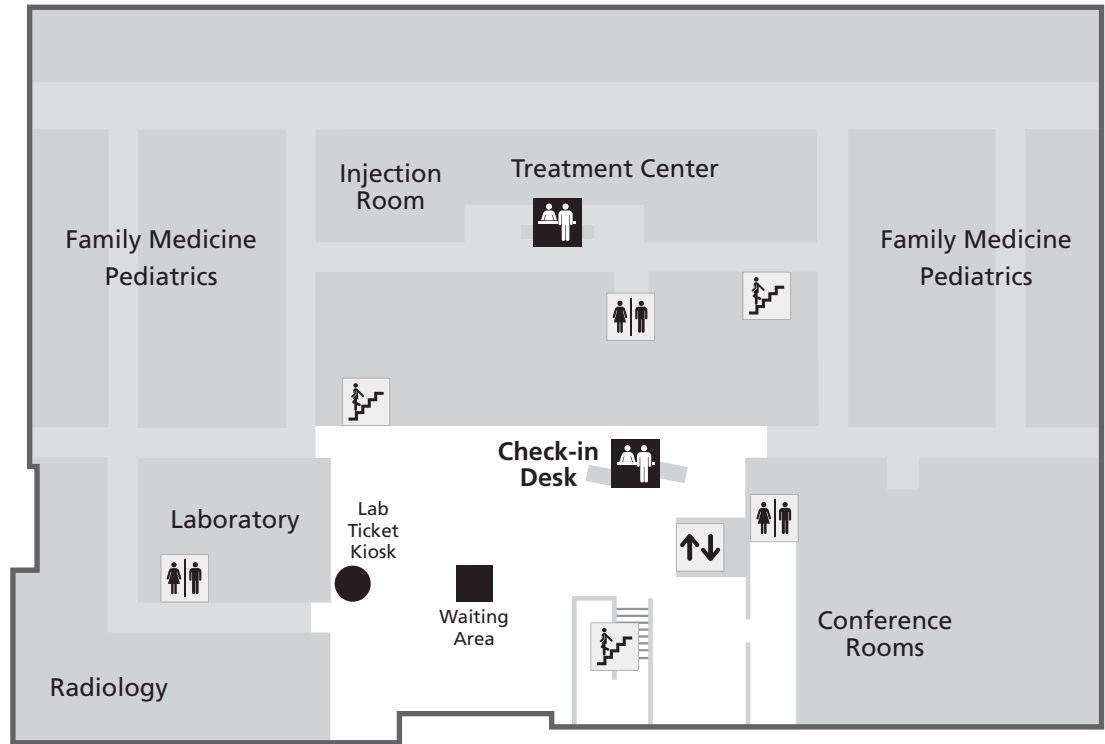 Injection
Room
Treatment Center
Family Medicine
Pediatrics
Family Medicine
Pediatrics
Check-in
Desk
Laboratory
Lab
Ticket
Kiosk
Waiting
Area
Conference
Rooms
Radiology